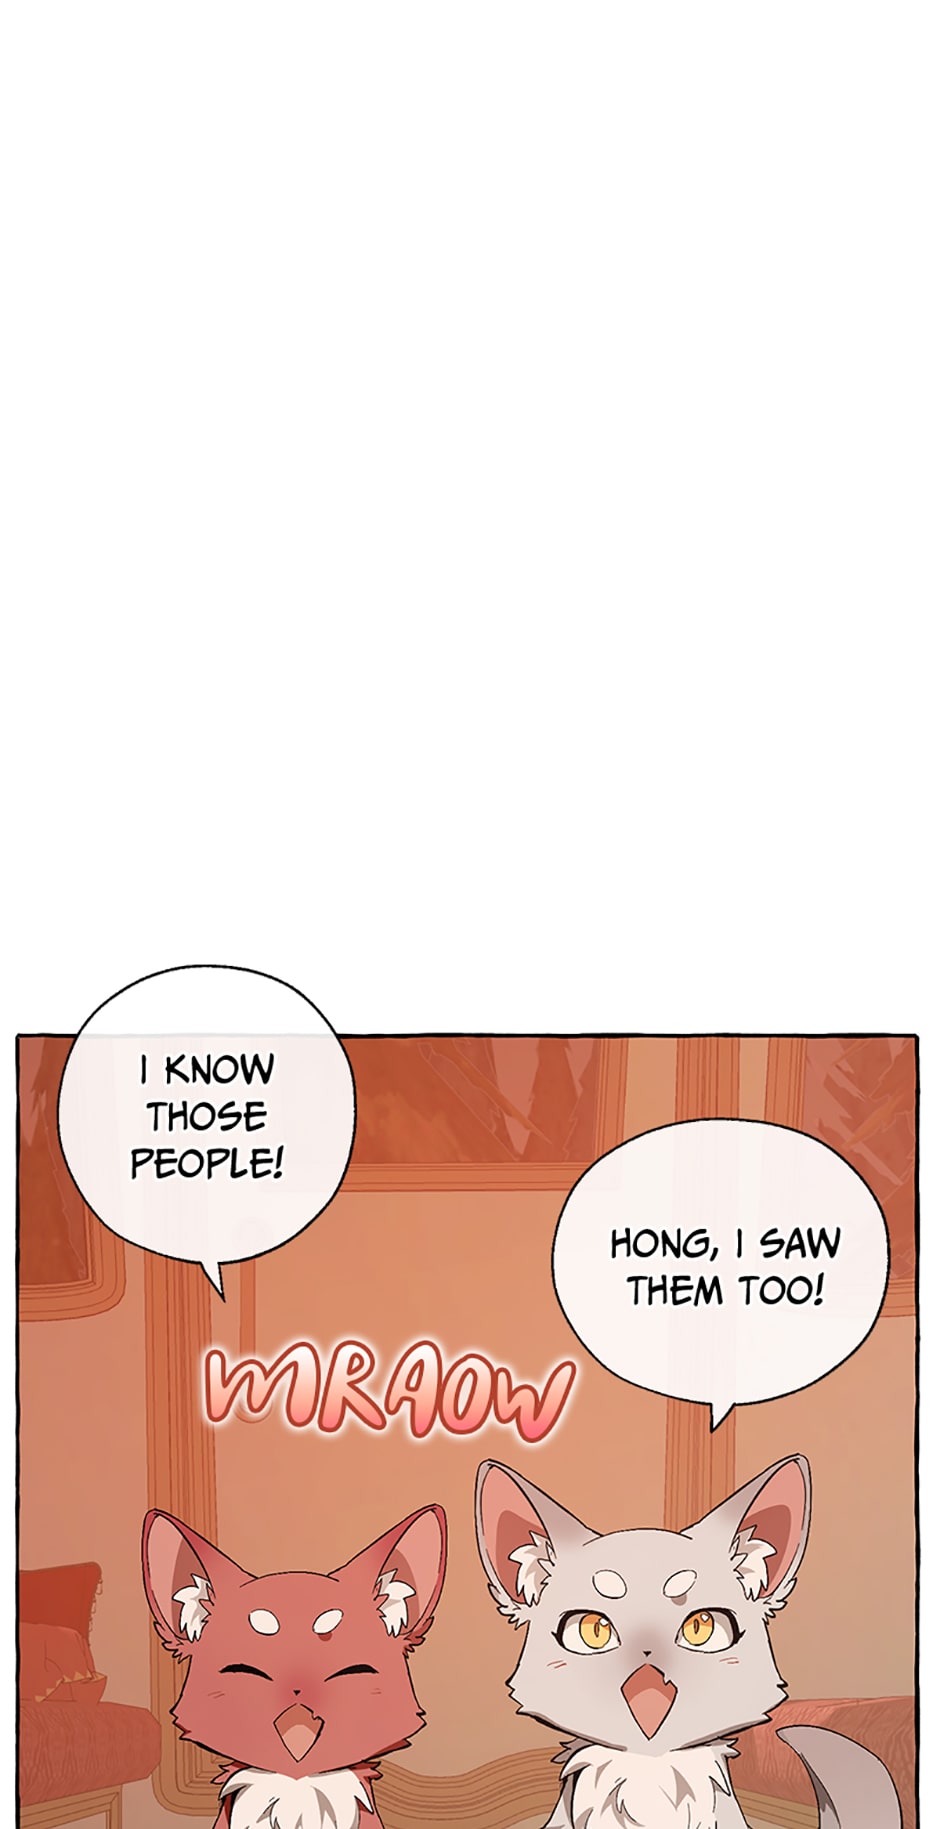 I KNOW
THOSE
PEOPLE!
HONG, I SAW
THEM TOO!
MRAOW